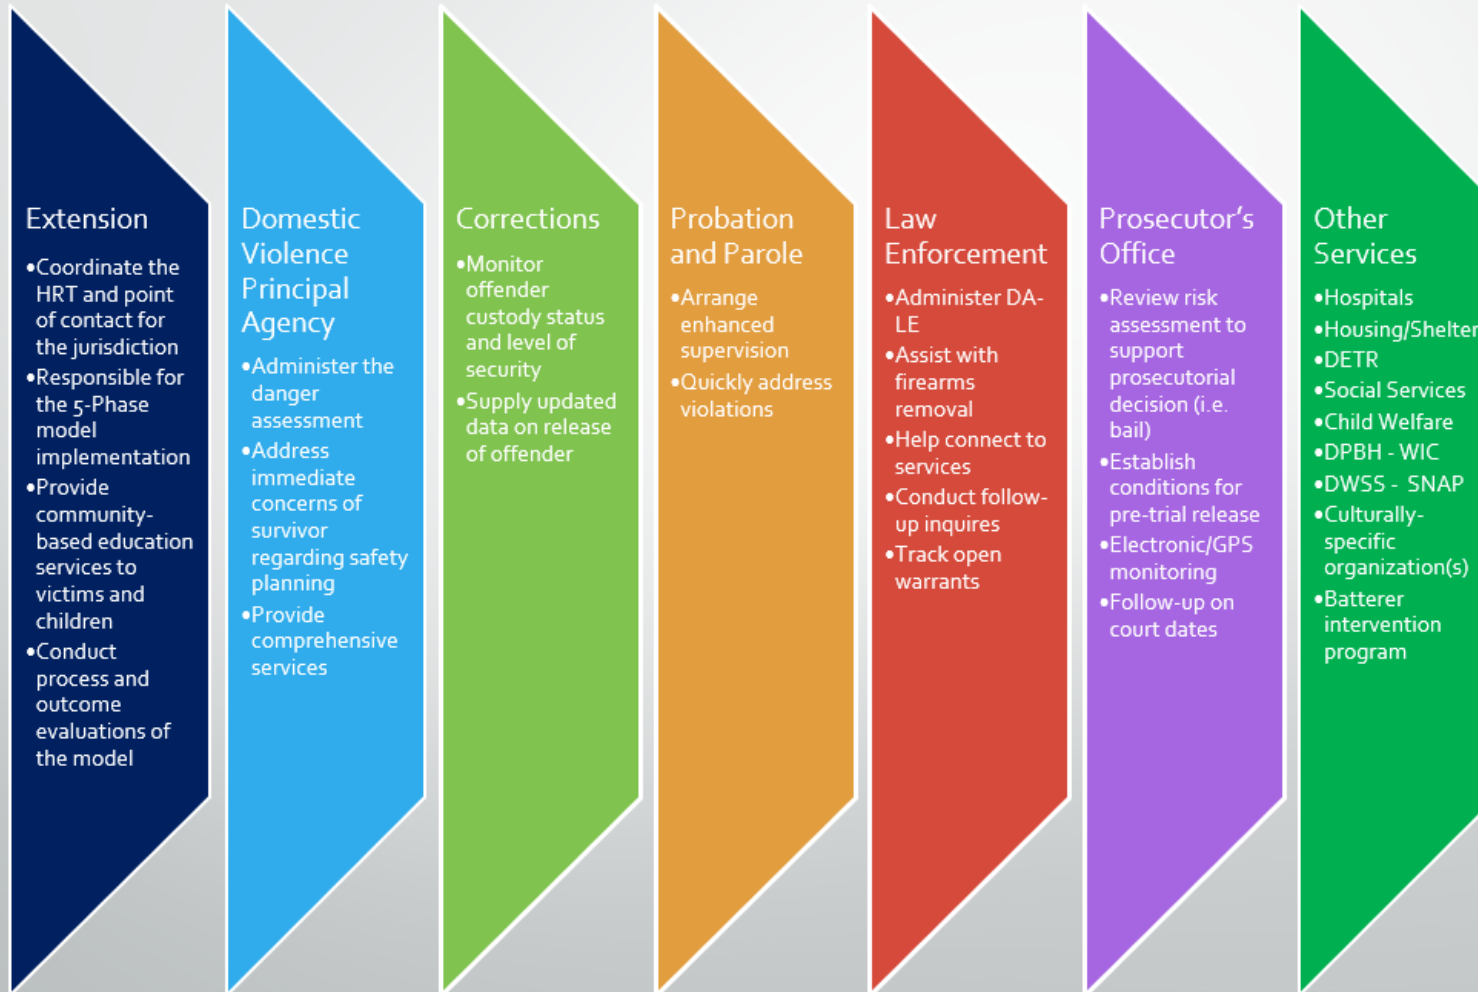 Extension
•Coordinate the
HRT and point
of contact for
the jurisdiction
•Responsible for
the 5-Phase
model
implementation
•Provide
community-
based education
services to
victims and
children
•Conduct
process and
outcome
evaluations of
the model
Domestic
Violence
Principal
Agency
•Administer the
danger
assessment
•Address
immediate
concerns of
survivor
regarding safety
planning
•Provide
comprehensive
services
Corrections
•Monitor
offender
custody status
and level of
security
•Supply updated
data on release
of offender
Probation
and Parole
•Arrange
enhanced
supervision
•Quickly address
violations
Law
Enforcement
•Administer DA-
LE
•Assist with
firearms
removal
•Help connect to
services
•Conduct follow-
up inquires
•Track open
warrants
Prosecutor's
Office
•Review risk
assessment to
support
prosecutorial
decision (i.e.
bail)
•Establish
conditions for
pre-trial release
•Electronic/GPS
monitoring
•Follow-up on
court dates
Other
Services
•Hospitals
•Housing/Shelter
•DETR
•Social Services
•Child Welfare
•DPBH - WIC
•DWSS - SNAP
•Culturally-
specific
organization(s)
•Batterer
intervention
program